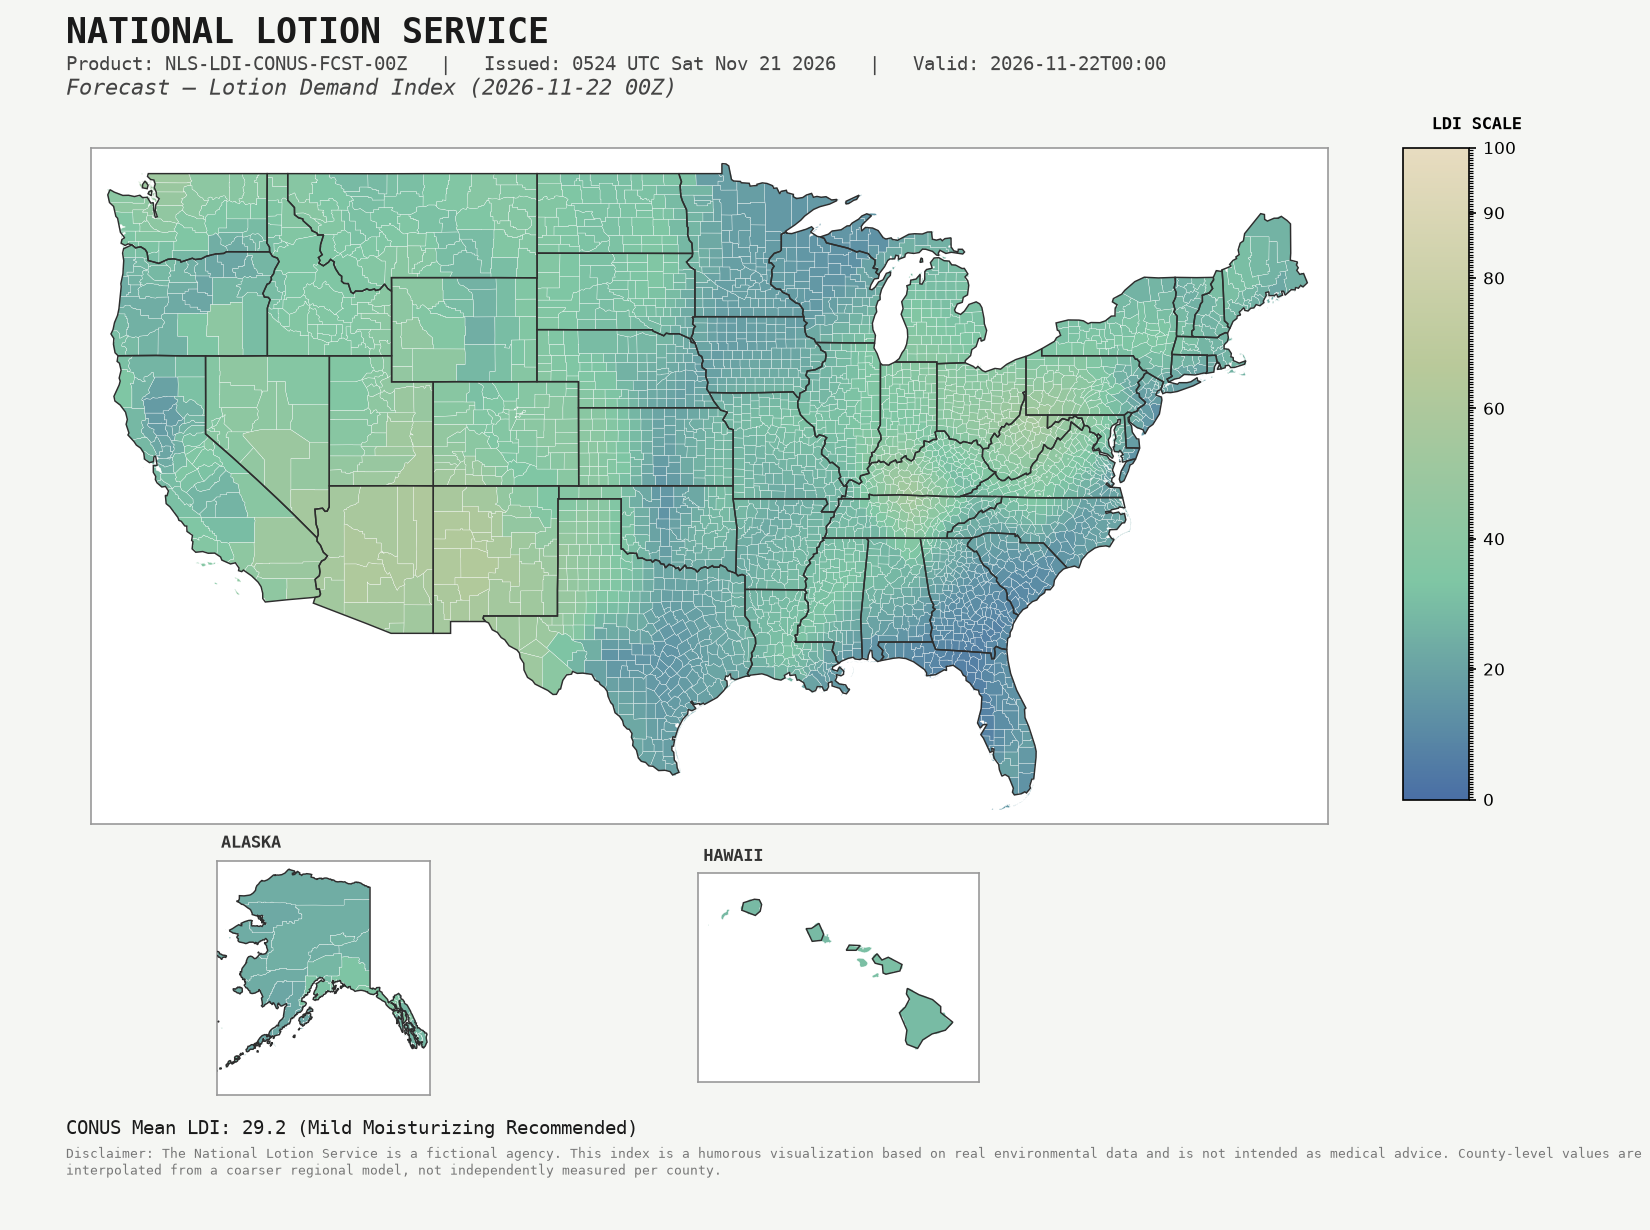 NATIONAL LOTION SERVICE
Product: NLS-LDI-CONUS-FCST-00Z | Issued: 0524 UTC Sat Nov 21 2026 | Valid: 2026-11-22T00:00
Forecast — Lotion Demand Index (2026-11-22 00Z)
LDI SCALE
100
90
80
60
40
20
0
ALASKA
HAWAII
CONUS Mean LDI: 29.2 (Mild Moisturizing Recommended)
Disclaimer: The National Lotion Service is a fictional agency. This index is a humorous visualization based on real environmental data and is not intended as medical advice. County-level values are
interpolated from a coarser regional model, not independently measured per county.